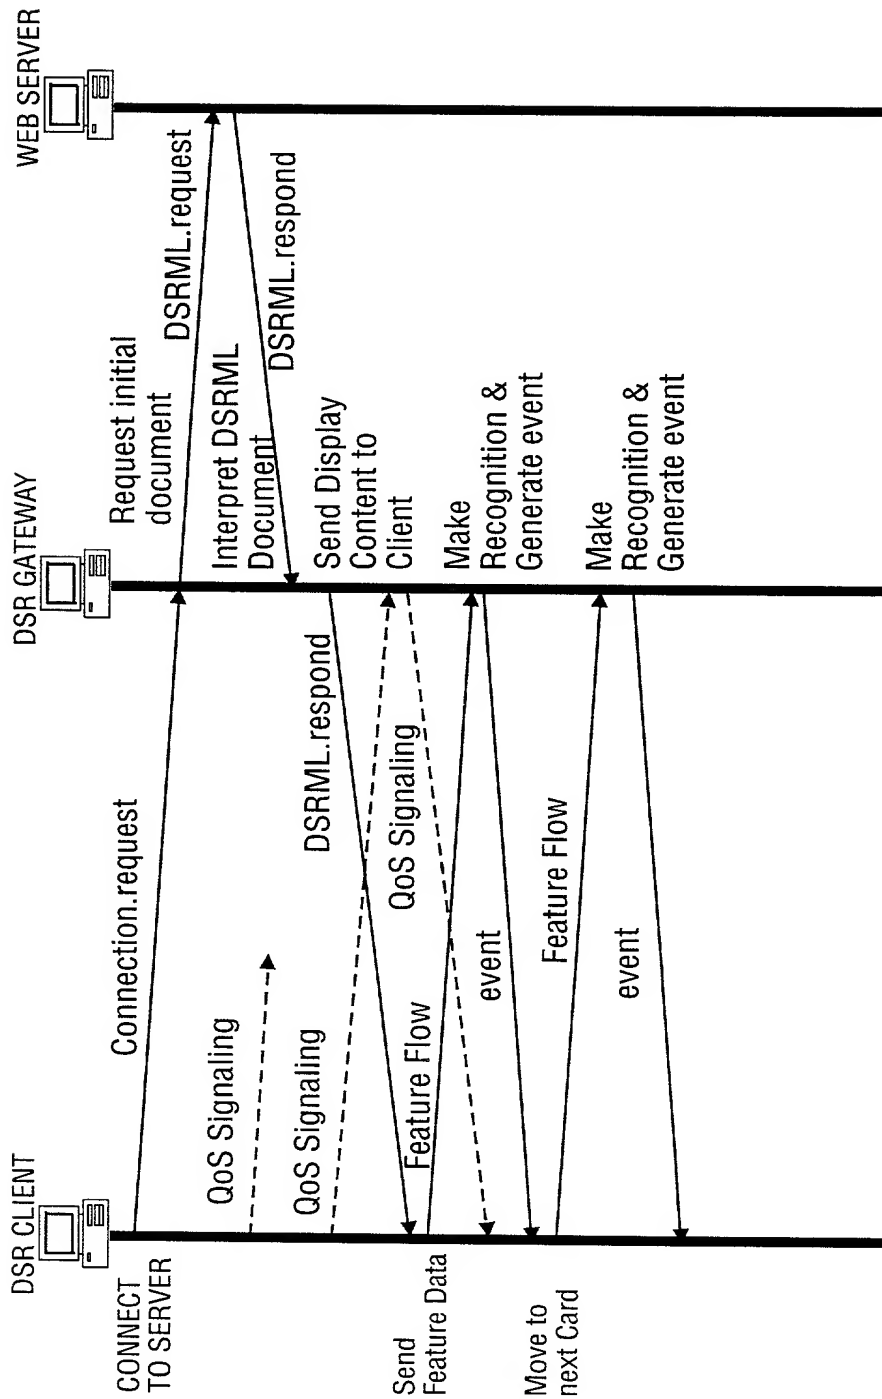 DSR CLIENT
DSR GATEWAY
WEB SERVER
CONNECT
TO SERVER
Connection.request
Request initial
document
DSRML.request
QoS Signaling
Interpret DSRML
Document
DSRML.respond
QoS Signaling
DSRML.respond
Send Display
Content to
Client
QoS Signaling
Send
Feature Data
Feature Flow
Make
Recognition &
Generate event
event
Move to
next Card
Feature Flow
Make
Recognition &
Generate event
event